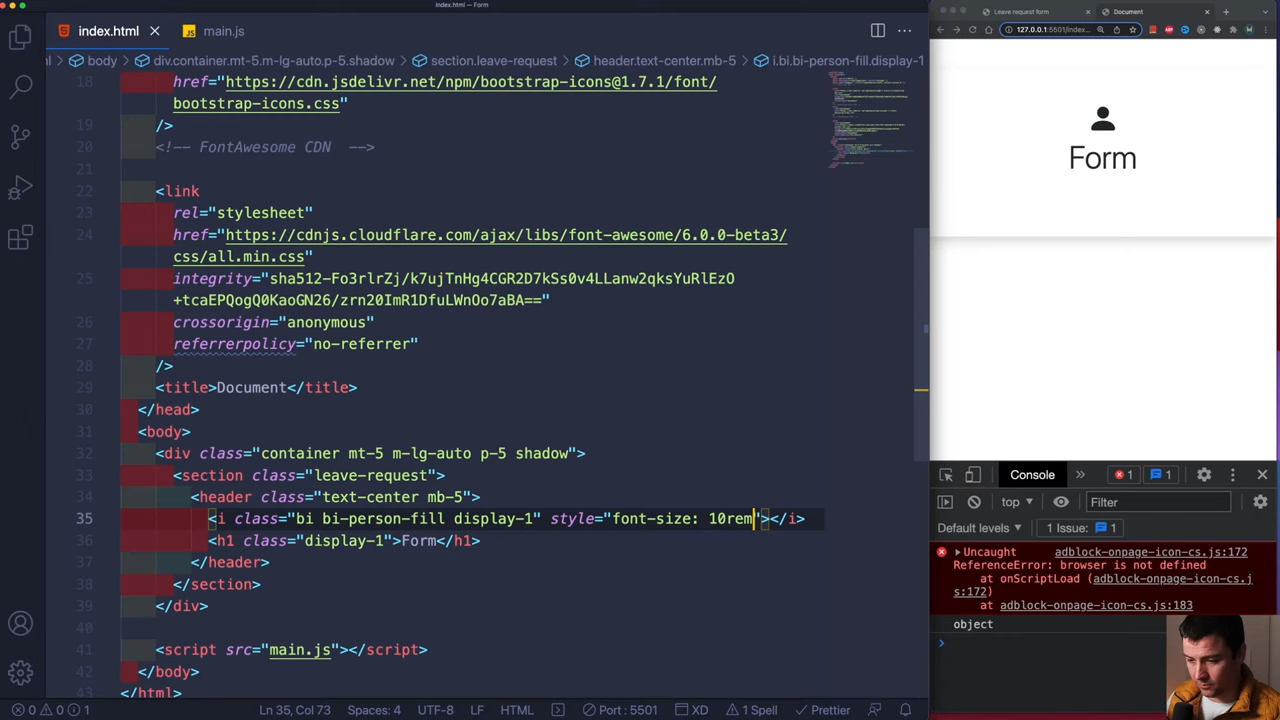 index.html — Form
index.html
JS main.js
ml > body > div.container.mt-5.m-lg-auto.p-5.shadow > section.leave-request > header.text-center.mb-5 > i.bi.bi-person-fill.display-1
18 href="https://cdn.jsdelivr.net/npm/bootstrap-icons@1.7.1/font/
bootstrap-icons.css"
19 />
20 <!-- FontAwesome CDN -->
21
22 <link
23 rel="stylesheet"
24 href="https://cdnjs.cloudflare.com/ajax/libs/font-awesome/6.0.0-beta3/
css/all.min.css"
25 integrity="sha512-Fo3rlrZj/k7ujTnHg4CGR2D7kSs0v4LLanw2qksYuRlEzO
+tcaEPQogQ0KaoGN26/zrn20ImR1DfuLWnOo7aBA=="
26 crossorigin="anonymous"
27 referrerpolicy="no-referrer"
28 />
29 <title>Document</title>
30 </head>
31 <body>
32 <div class="container mt-5 m-lg-auto p-5 shadow">
33 <section class="leave-request">
34 <header class="text-center mb-5">
35 <i class="bi bi-person-fill display-1" style="font-size: 10rem"></i>
36 <h1 class="display-1">Form</h1>
37 </header>
38 </section>
39 </div>
40
41 <script src="main.js"></script>
42 </body>
43 </html>
0 0 1
Ln 35, Col 73
Spaces: 4
UTF-8
LF
HTML
Port : 5501
XD
1 Spell
Prettier
Leave request form
Document
127.0.0.1:5501/index...
Form
Console
1
1
top
Filter
Default levels
1 Issue: 1
Uncaught adblock-onpage-icon-cs.js:172
ReferenceError: browser is not defined
at onScriptLoad (adblock-onpage-icon-cs.j
s:172)
at adblock-onpage-icon-cs.js:183
object